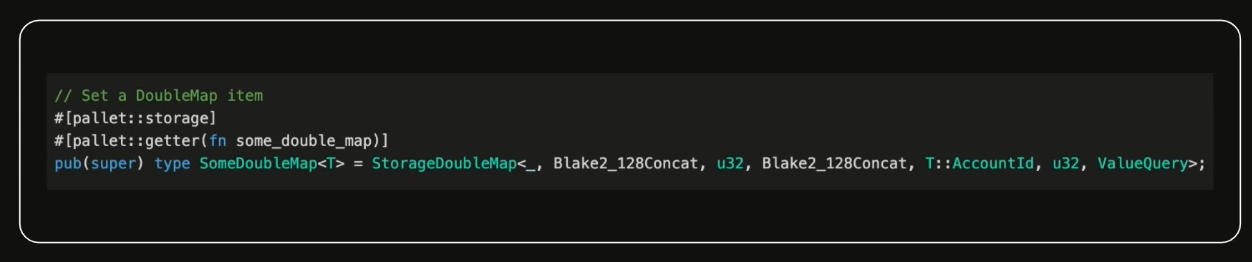 // Set a DoubleMap item
#[pallet::storage]
#[pallet::getter(fn some_double_map)]
pub(super) type SomeDoubleMap<T> = StorageDoubleMap<_, Blake2_128Concat, u32, Blake2_128Concat, T::AccountId, u32, ValueQuery>;